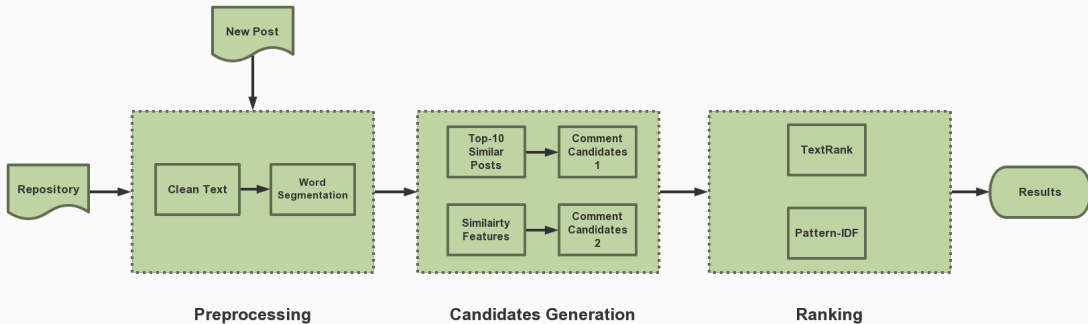 New Post
Repository
Clean Text
Word
Segmentation
Top-10
Similar
Posts
Comment
Candidates
1
Similairty
Features
Comment
Candidates
2
TextRank
Pattern-IDF
Results
Preprocessing
Candidates Generation
Ranking